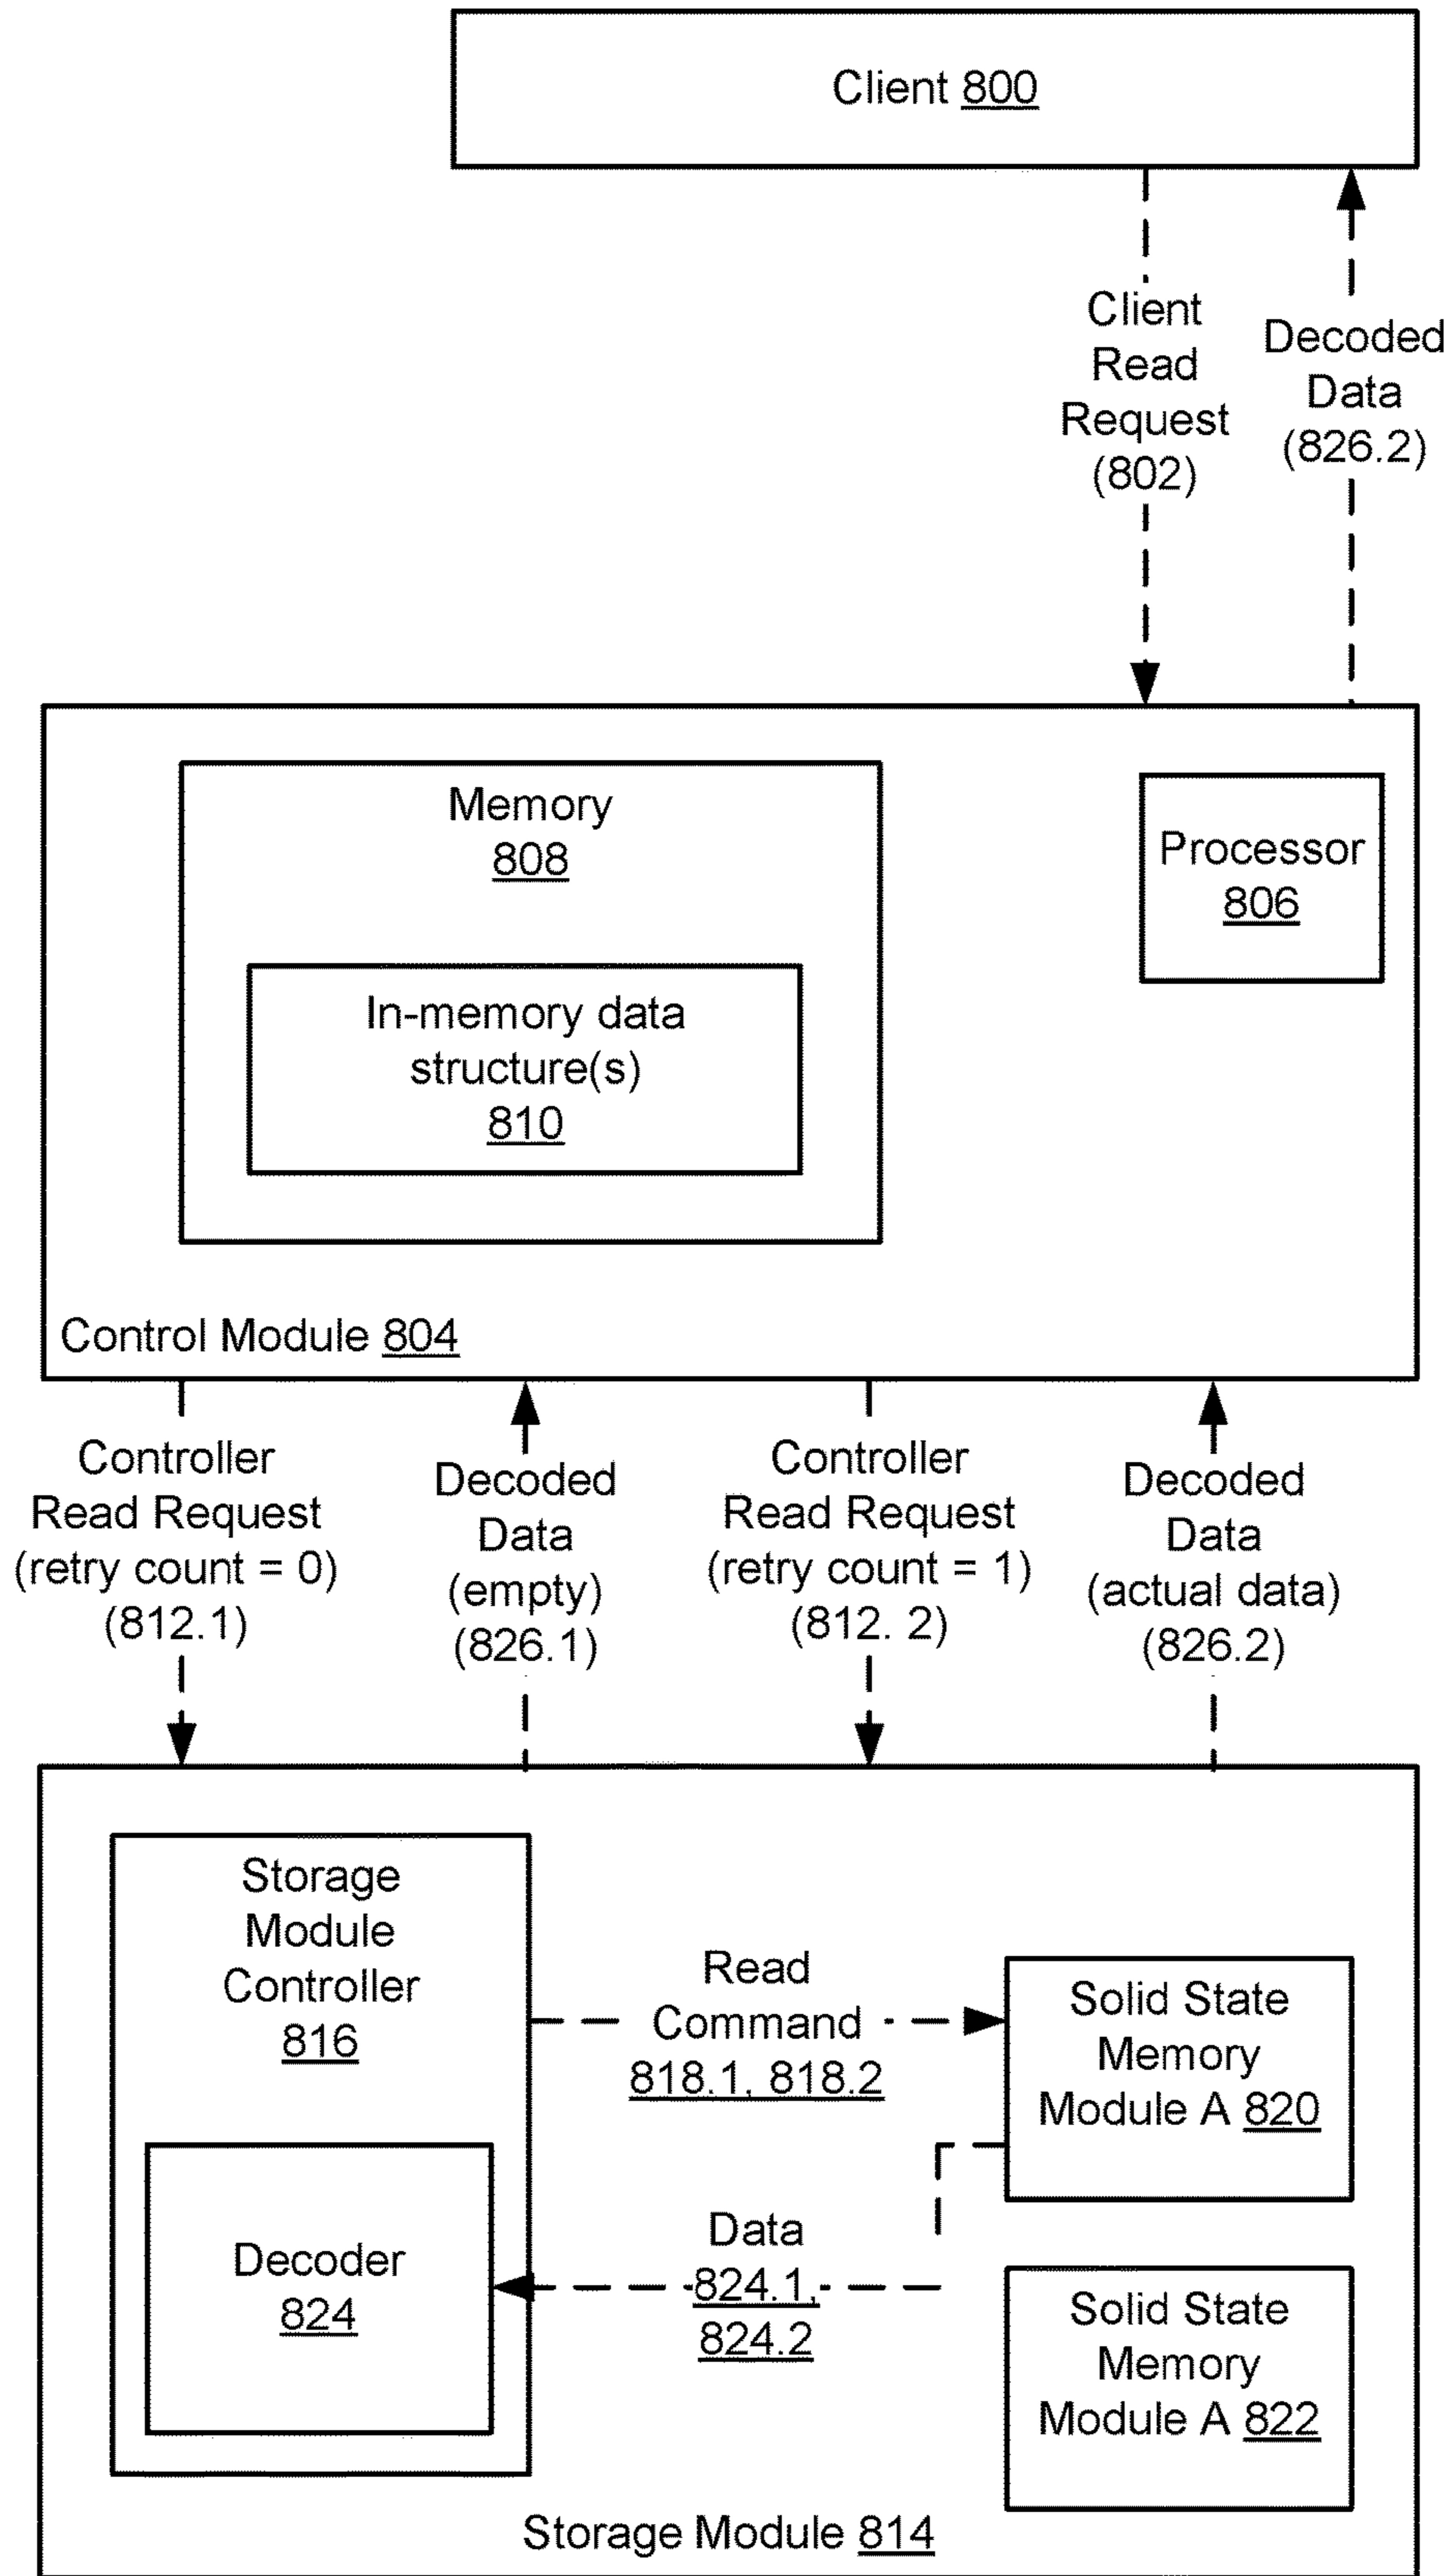 Client 800
Client
Read
Request
(802)
Decoded
Data
(826.2)
Memory
808
Processor
806
In-memory data
structure(s)
810
Control Module 804
Controller
Read Request
(retry count = 0)
(812.1)
Decoded
Data
(empty)
(826.1)
Controller
Read Request
(retry count = 1)
(812. 2)
Decoded
Data
(actual data)
(826.2)
Storage
Module
Controller
816
Read
Command
818.1, 818.2
Solid State
Memory
Module A 820
Decoder
824
Data
824.1,
824.2
Solid State
Memory
Module A 822
Storage Module 814